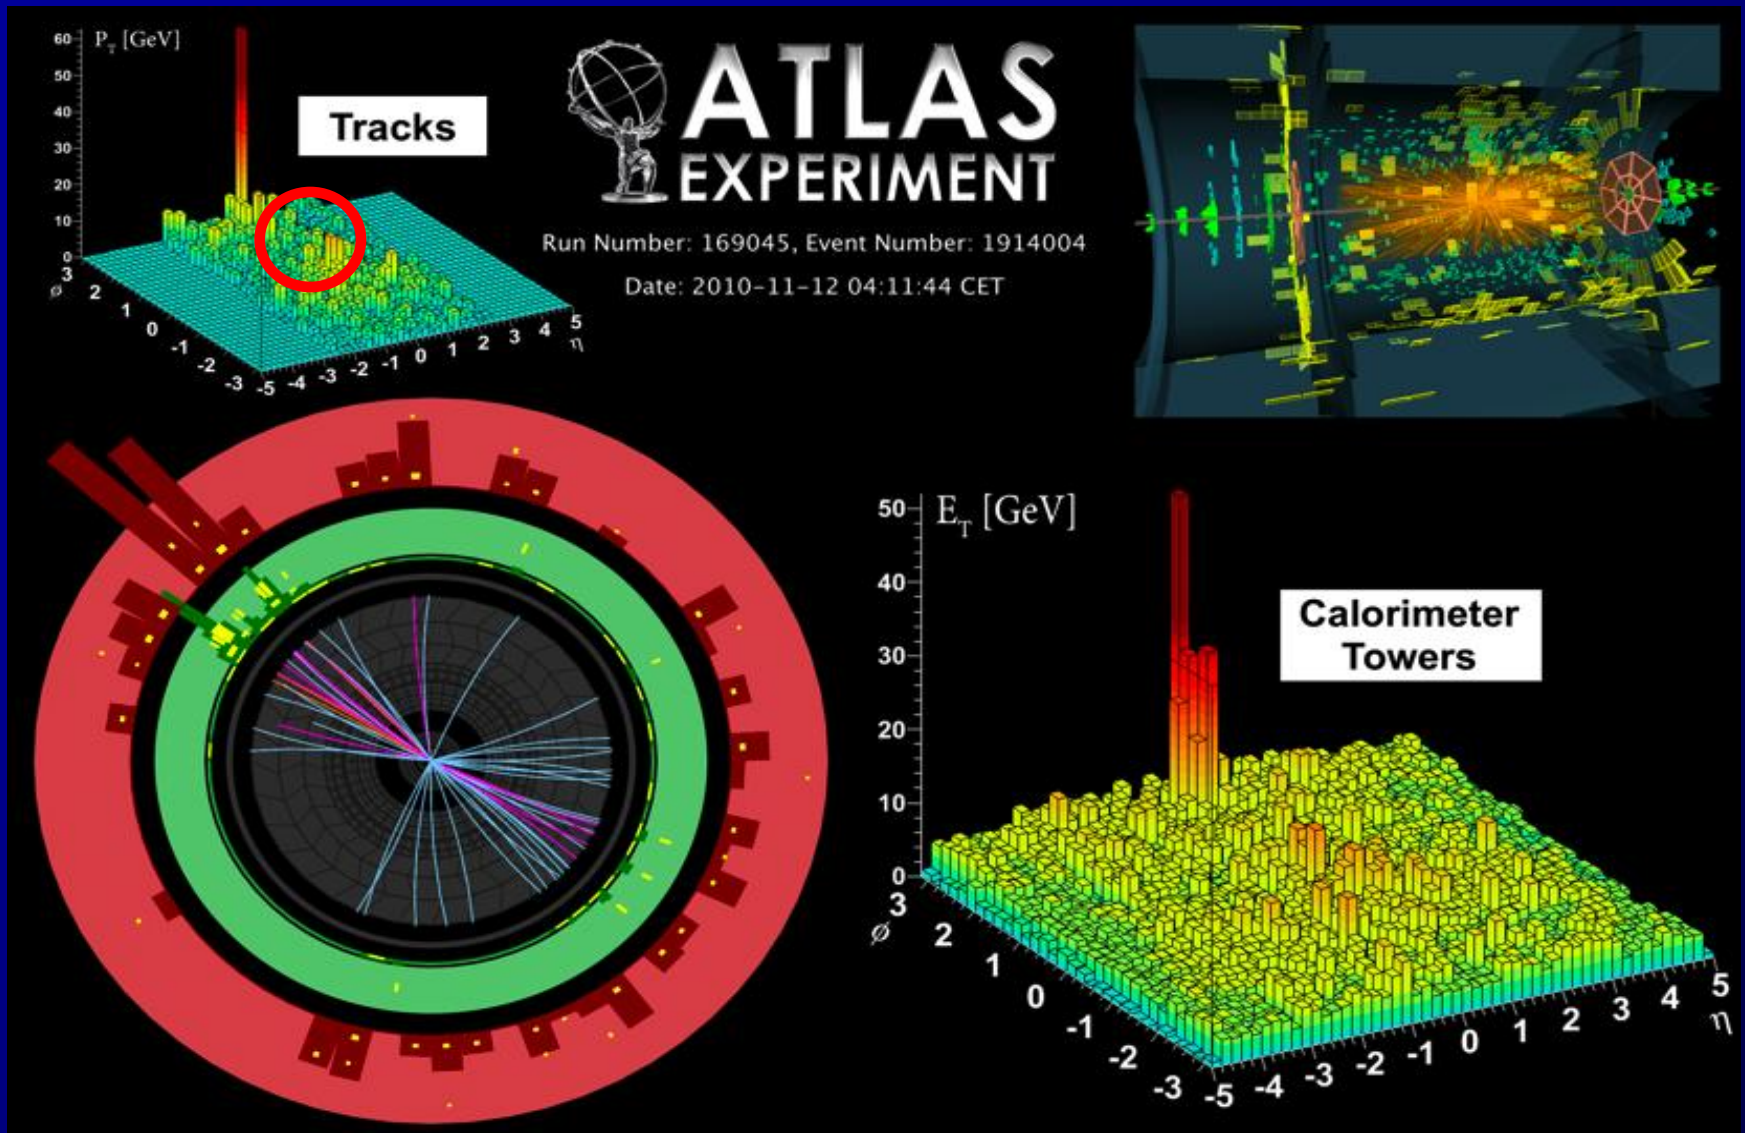 60
P_T [GeV]
50
40
30
20
10
0
3
ϕ
2
1
0
-1
-2
-3
-5 -4 -3 -2 -1 0 1 2 3 4 5
η
Tracks
ATLAS
EXPERIMENT
Run Number: 169045, Event Number: 1914004
Date: 2010-11-12 04:11:44 CET
50
E_T [GeV]
40
30
20
10
0
3
ϕ
2
1
0
-1
-2
-3
-5 -4 -3 -2 -1 0 1 2 3 4 5
η
Calorimeter
Towers